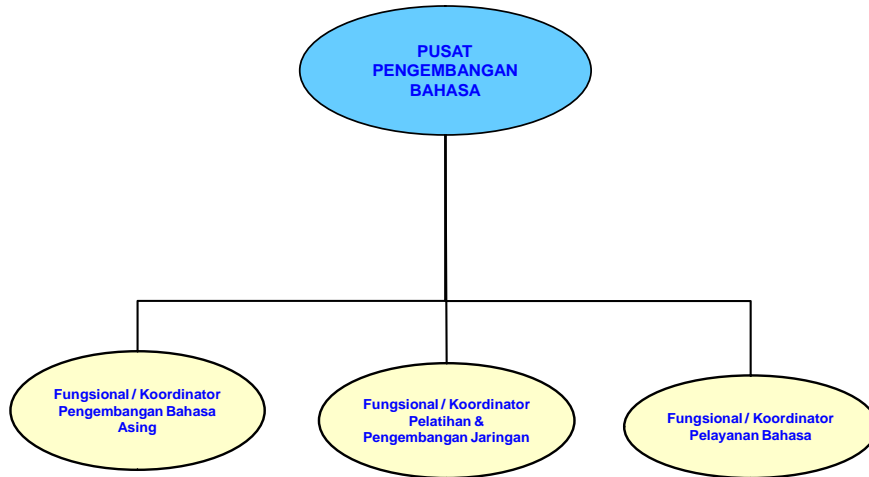 PUSAT
PENGEMBANGAN
BAHASA
Fungsional / Koordinator
Pengembangan Bahasa
Asing
Fungsional / Koordinator
Pelatihan &
Pengembangan Jaringan
Fungsional / Koordinator
Pelayanan Bahasa